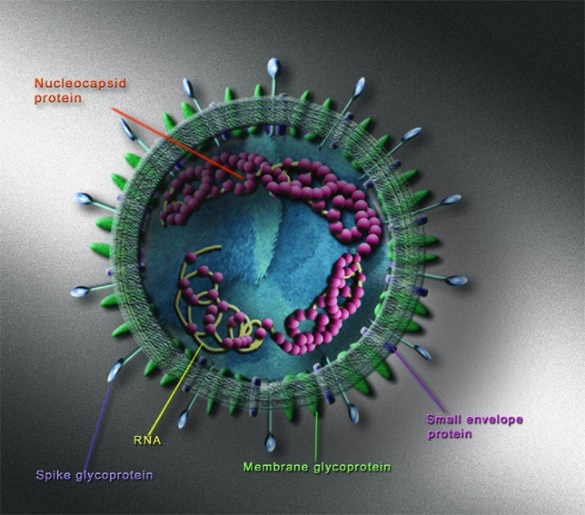 Nucleocapsid
protein
Small envelope
protein
RNA
Membrane glycoprotein
Spike glycoprotein